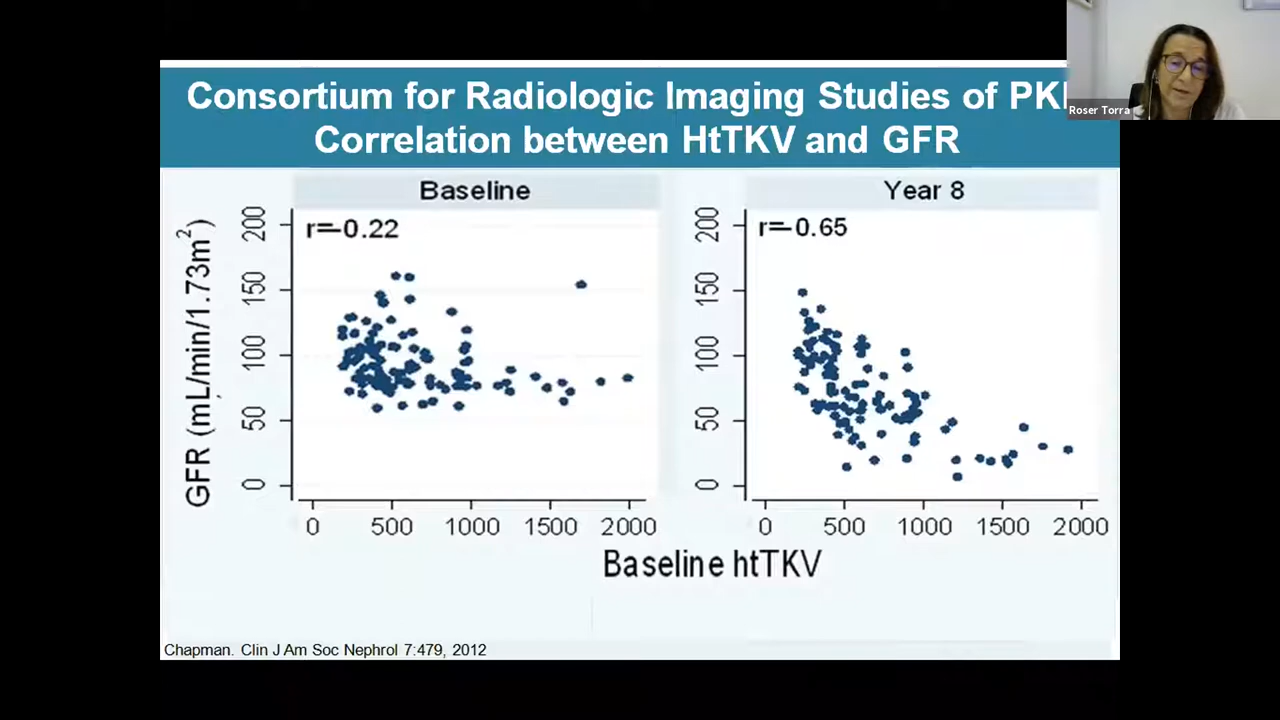 Consortium for Radiologic Imaging Studies of PK
Correlation between HtTKV and GFR
Roser Torra
Baseline
Year 8
r=-0.22
r=-0.65
GFR (mL/min/1.73m²)
200
150
100
50
0
200
150
100
50
0
0 500 1000 1500 2000
0 500 1000 1500 2000
Baseline htTKV
Chapman. Clin J Am Soc Nephrol 7:479, 2012